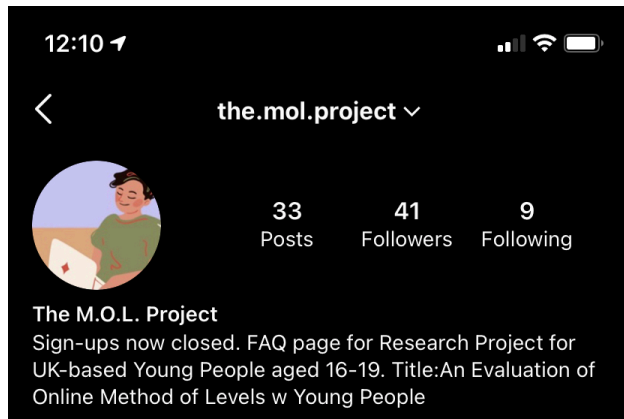 12:10
the.mol.project
33 41 9
Posts Followers Following
The M.O.L. Project
Sign-ups now closed. FAQ page for Research Project for
UK-based Young People aged 16-19. Title:An Evaluation of
Online Method of Levels w Young People